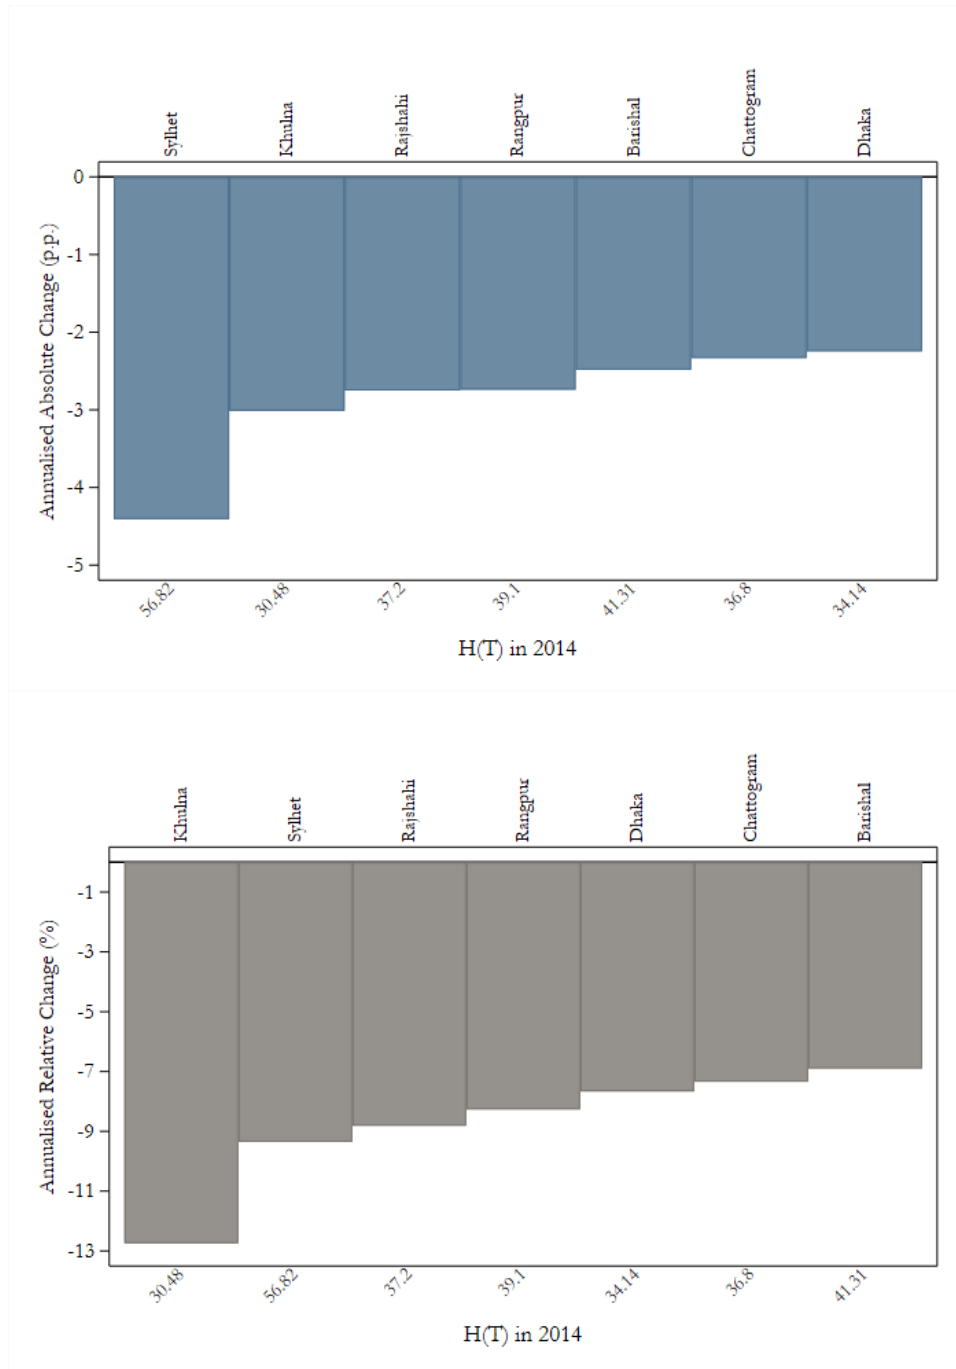 Sylhet
Khulna
Rajshahi
Rangpur
Barishal
Chattogram
Dhaka
Annualised Absolute Change (p.p.)
0
-1
-2
-3
-4
-5
56.82
30.48
37.2
39.1
41.31
36.8
34.14
H(T) in 2014
Khulna
Sylhet
Rajshahi
Rangpur
Dhaka
Chattogram
Barishal
Annualised Relative Change (%)
-1
-3
-5
-7
-9
-11
-13
30.48
56.82
37.2
39.1
34.14
36.8
41.31
H(T) in 2014